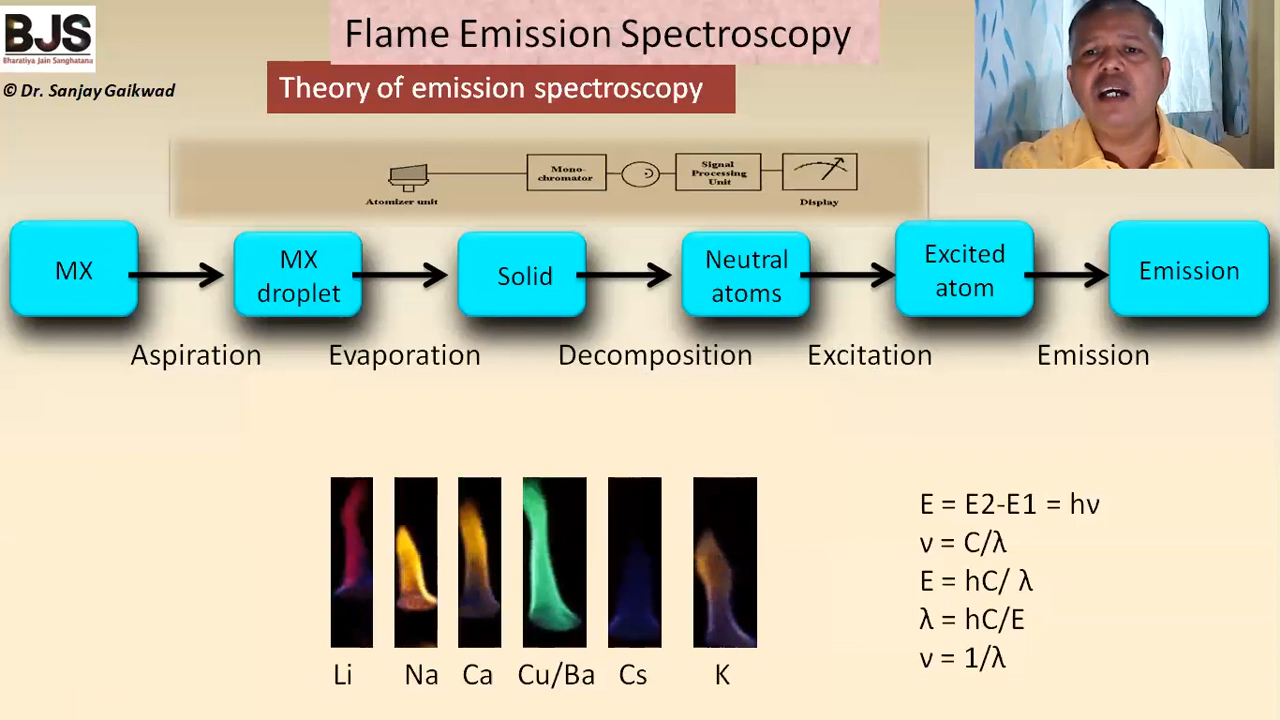 BJS
Bharatiya Jain Sanghatana
© Dr. Sanjay Gaikwad
Flame Emission Spectroscopy
Theory of emission spectroscopy
Atomizer unit
Mono-
chromator
Signal
Processing
Unit
Display
MX
MX
droplet
Solid
Neutral
atoms
Excited
atom
Emission
Aspiration
Evaporation
Decomposition
Excitation
Emission
Li
Na
Ca
Cu/Ba
Cs
K
E = E2-E1 = hν
ν = C/λ
E = hC/ λ
λ = hC/E
ν = 1/λ